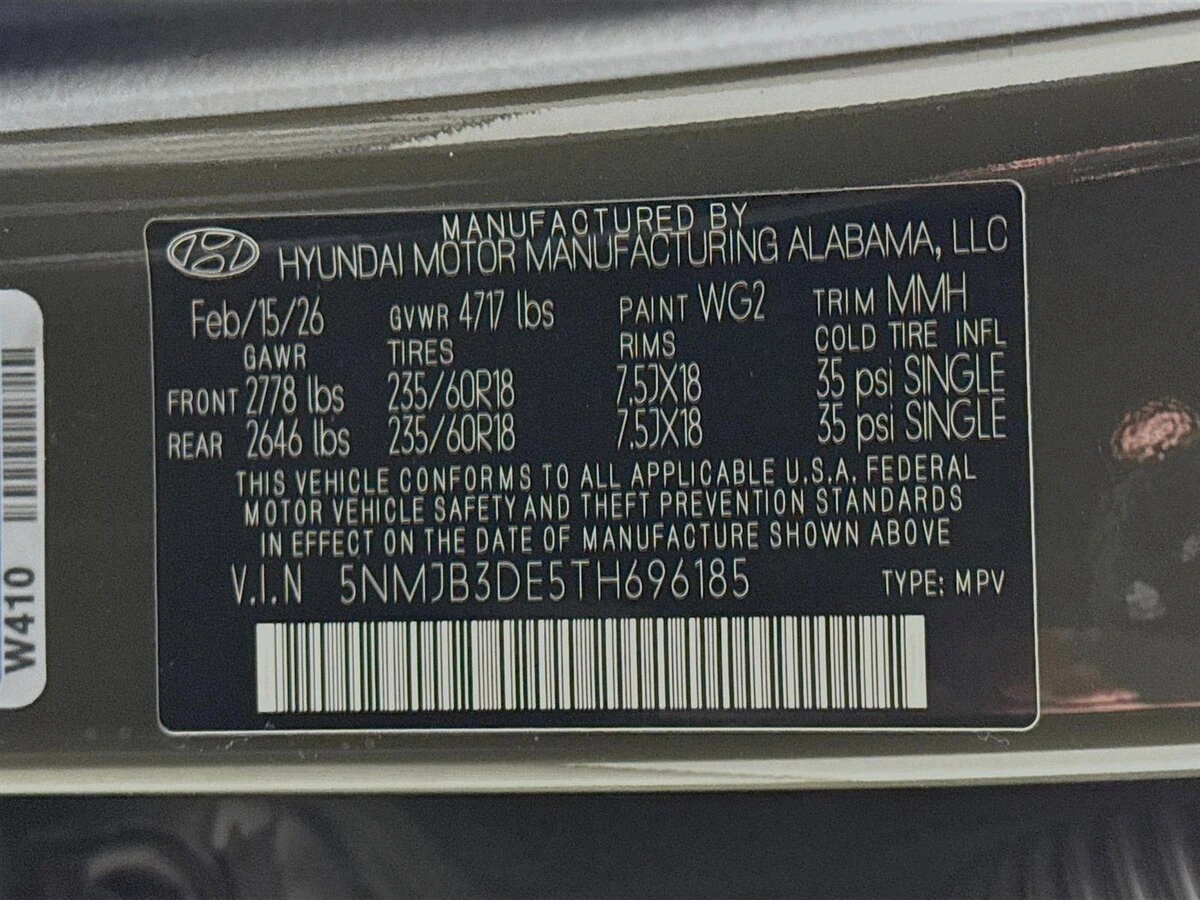 MANUFACTURED BY
HYUNDAI MOTOR MANUFACTURING ALABAMA, LLC
Feb/15/26 GVWR 4717 lbs PAINT WG2 TRIM MMH
GAWR TIRES RIMS COLD TIRE INFL
FRONT 2778 lbs 235/60R18 7.5JX18 35 psi SINGLE
REAR 2646 lbs 235/60R18 7.5JX18 35 psi SINGLE
THIS VEHICLE CONFORMS TO ALL APPLICABLE U.S.A. FEDERAL
MOTOR VEHICLE SAFETY AND THEFT PREVENTION STANDARDS
IN EFFECT ON THE DATE OF MANUFACTURE SHOWN ABOVE
V.I.N 5NMJB3DE5TH696185 TYPE: MPV
W410